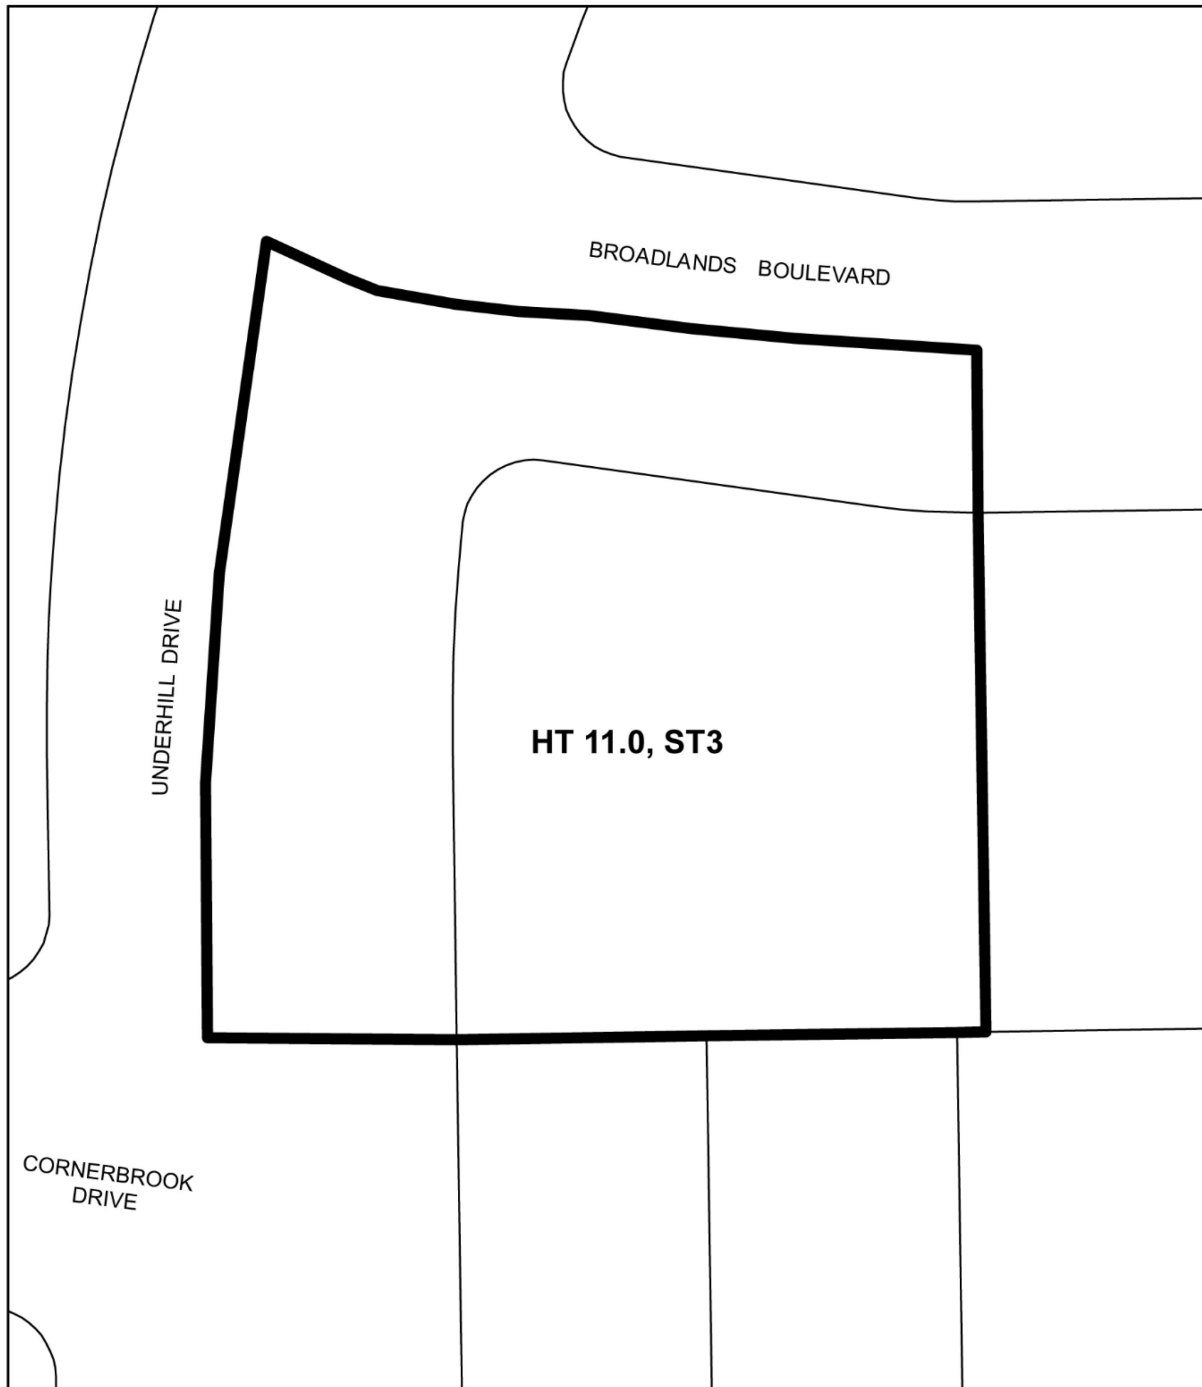 BROADLANDS BOULEVARD
UNDERHILL DRIVE
HT 11.0, ST3
CORNERBROOK
DRIVE